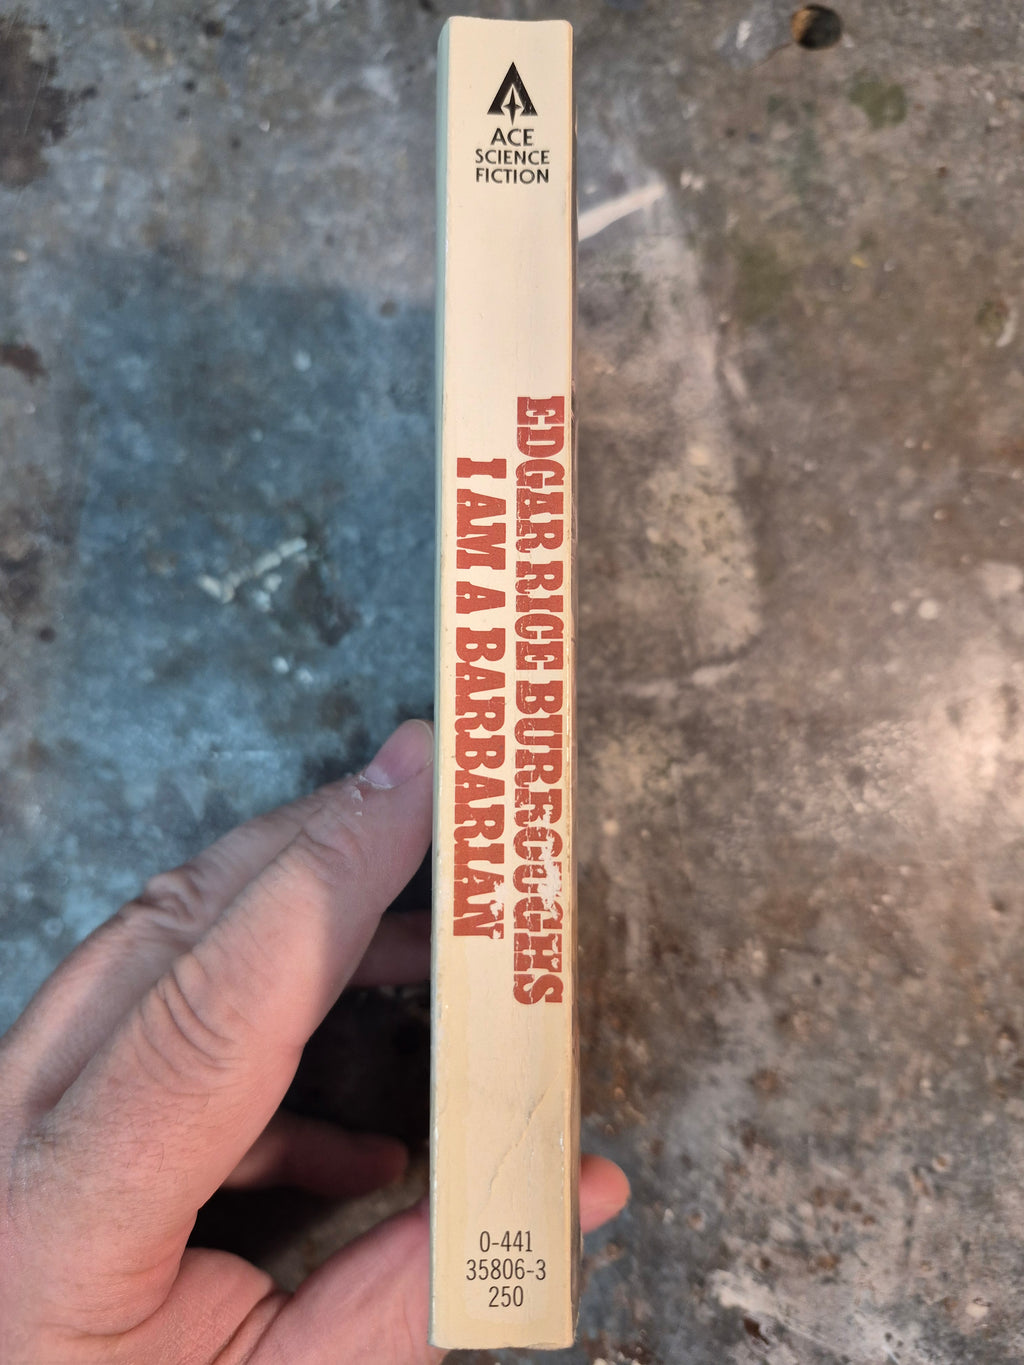 ACE
SCIENCE
FICTION
EDGAR RICE BURROUGHS
I AM A BARBARIAN
0-441
35806-3
250